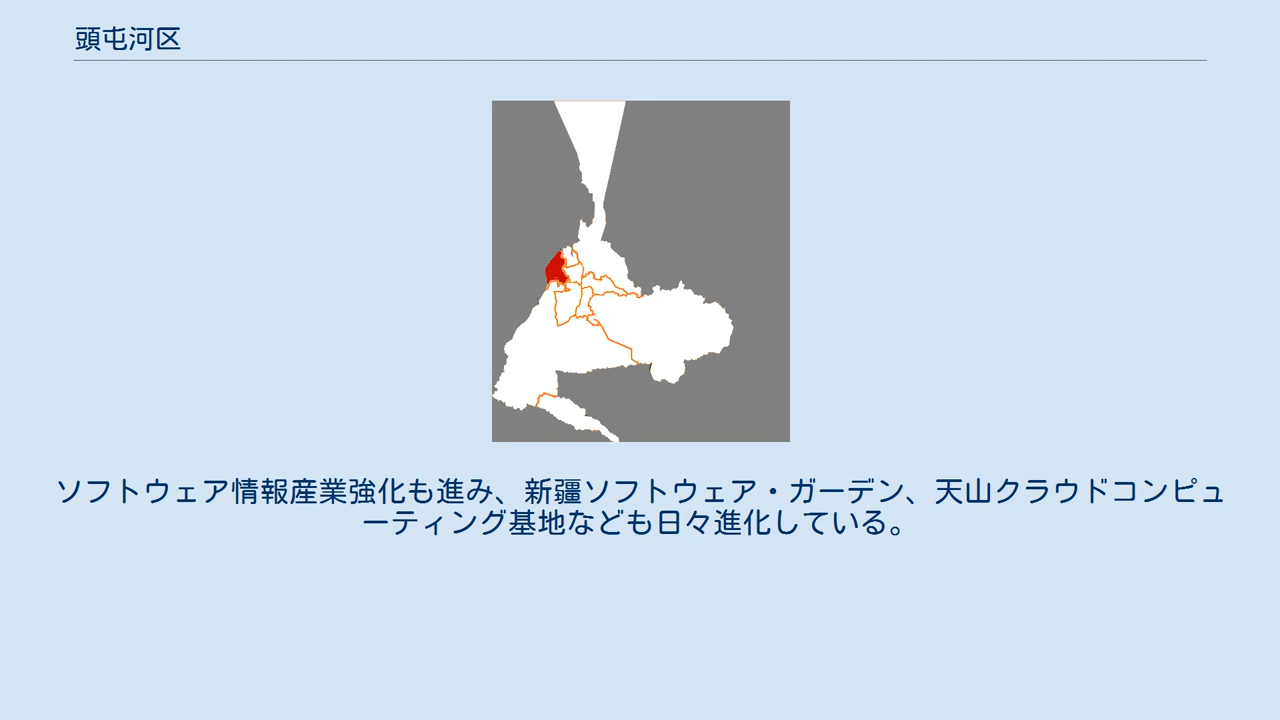 頭屯河区
ソフトウェア情報産業強化も進み、新疆ソフトウェア・ガーデン、天山クラウドコンピュ
ーティング基地なども日々進化している。